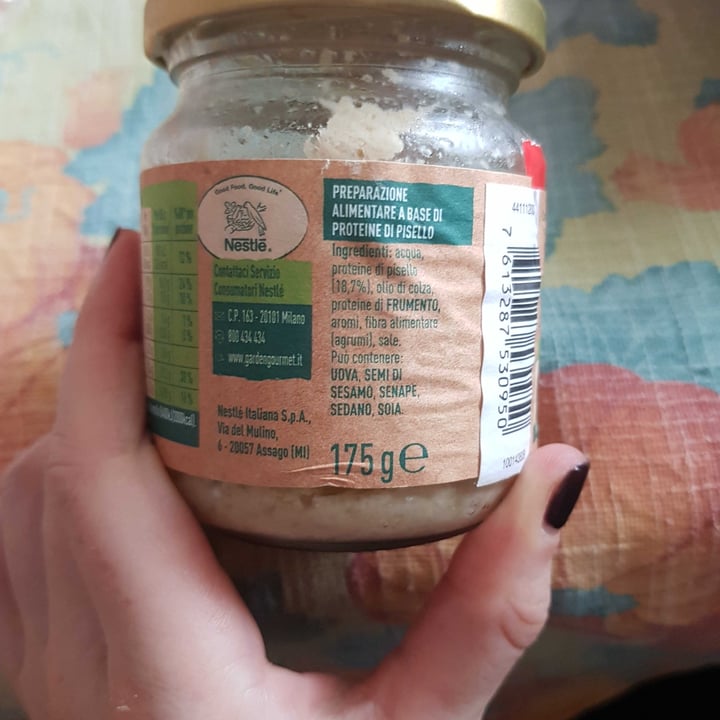 Good Food, Good Life
Nestlé
Contattaci Servizio
Consumatori Nestlé
C.P. 163 - 20101 Milano
800 434 434
www.gardengourmet.it
Nestlé Italiana S.p.A.,
Via del Mulino,
6 - 20057 Assago (MI)
PREPARAZIONE
ALIMENTARE A BASE DI
PROTEINE DI PISELLO
Ingredienti: acqua,
proteine di pisello
(18,7%), olio di colza,
proteine di FRUMENTO,
aromi, fibra alimentare
(agrumi), sale.
Può contenere:
UOVA, SEMI DI
SESAMO, SENAPE,
SEDANO, SOIA.
175 g e
7 613287 530950